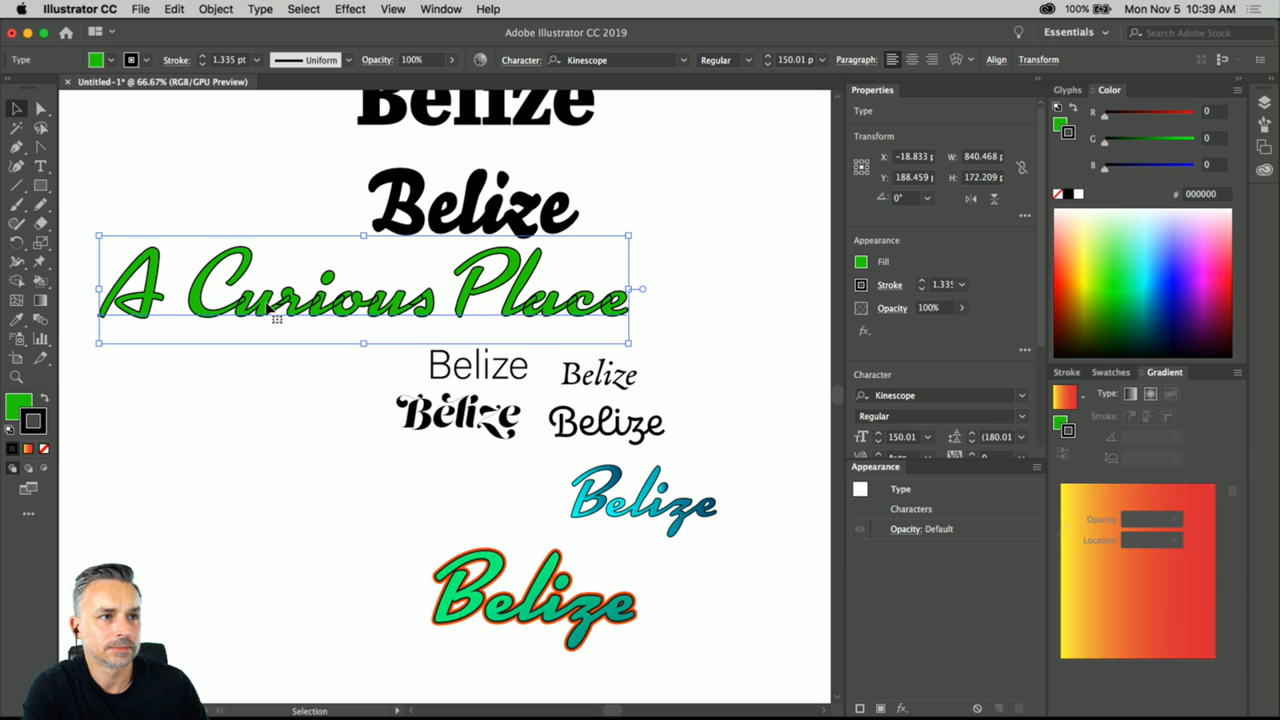 Illustrator CC File Edit Object Type Select Effect View Window Help 100% Mon Nov 5 10:39 AM
Adobe Illustrator CC 2019 Essentials Search Adobe Stock
Type Stroke: 1.335 pt Uniform Opacity: 100% Character: Kinescope Regular 150.01 p Paragraph: Align Transform
× Untitled-1* @ 66.67% (RGB/GPU Preview)
Properties
Glyphs Color
Belize
Type
R 0
Transform
G 0
X: -18.833 p W: 840.468 p
B 0
Y: 188.459 p H: 172.209 p
0°
# 000000
Belize
A Curious Place
Appearance
Fill
Stroke 1.335
Opacity 100%
fx.
Belize
Belize
Character
Stroke Swatches Gradient
Kinescope
Type:
Regular
Stroke:
150.01 (180.01
Auto 0
Belize
Belize
Appearance
Type
Characters
Opacity: Default
Opacity
Location:
Belize
Belize
Selection
fx.